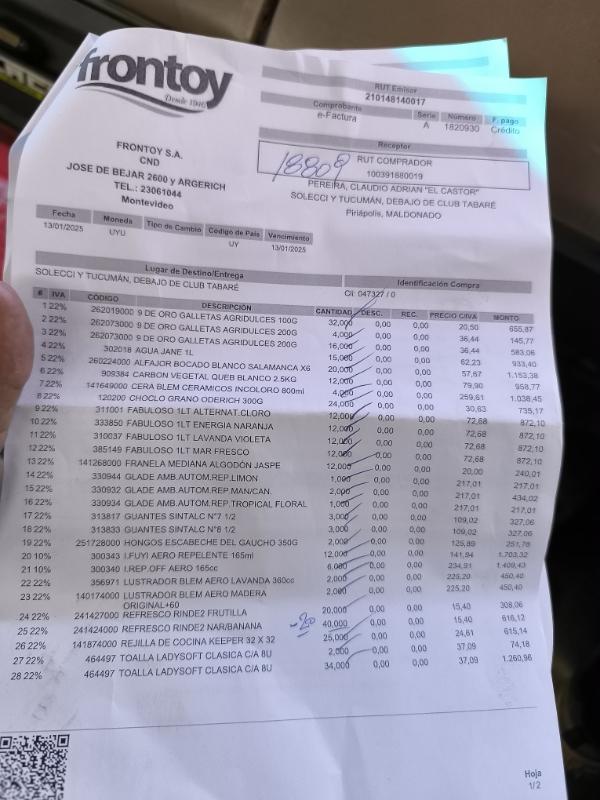 frontoy
Desde 1940
RUT Emisor
210148140017
Comprobante Serie Número F. pago
e-Factura A 1820930 Crédito
FRONTOY S.A.
CND
JOSE DE BEJAR 2600 y ARGERICH
TEL.: 23061044
Montevideo
Receptor
18809
RUT COMPRADOR
100391880019
PEREIRA, CLAUDIO ADRIAN "EL CASTOR"
SOLECCI Y TUCUMÁN, DEBAJO DE CLUB TABARÉ
Piriápolis, MALDONADO
Fecha Moneda Tipo de Cambio Código de País Vencimiento
13/01/2025 UYU UY 13/01/2025
Lugar de Destino/Entrega
SOLECCI Y TUCUMÁN, DEBAJO DE CLUB TABARÉ
Identificación Compra
CI: 047327 / 0
# IVA CÓDIGO DESCRIPCIÓN CANTIDAD DESC. REC. PRECIO C/IVA MONTO
1 22% 262019000 9 DE ORO GALLETAS AGRIDULCES 100G 32,000 0,00 0,00 20,50 655,87
2 22% 262073000 9 DE ORO GALLETAS AGRIDULCES 200G 4,000 0,00 0,00 36,44 145,77
3 22% 262073000 9 DE ORO GALLETAS AGRIDULCES 200G 16,000 0,00 0,00 36,44 583,06
4 22% 302018 AGUA JANE 1L 15,000 0,00 0,00 62,23 933,40
5 22% 260224000 ALFAJOR BOCADO BLANCO SALAMANCA X6 20,000 0,00 0,00 57,67 1.153,38
6 22% 909384 CARBON VEGETAL QUEB BLANCO 2.5KG 12,000 0,00 0,00 79,90 958,77
7 22% 141649000 CERA BLEM CERAMICOS INCOLORO 800ml 4,000 0,00 0,00 259,61 1.038,45
8 22% 120200 CHOCLO GRANO ODERICH 300G 24,000 0,00 0,00 30,63 735,17
9 22% 311001 FABULOSO 1LT ALTERNAT.CLORO 12,000 0,00 0,00 72,68 872,10
10 22% 333850 FABULOSO 1LT ENERGIA NARANJA 12,000 0,00 0,00 72,68 872,10
11 22% 310037 FABULOSO 1LT LAVANDA VIOLETA 12,000 0,00 0,00 72,68 872,10
12 22% 385149 FABULOSO 1LT MAR FRESCO 12,000 0,00 0,00 72,68 872,10
13 22% 141268000 FRANELA MEDIANA ALGODÓN JASPE 12,000 0,00 0,00 20,00 240,01
14 22% 330944 GLADE AMB.AUTOM.REP.LIMON 1,000 0,00 0,00 217,01 217,01
15 22% 330932 GLADE AMB.AUTOM.REP.MANCAN. 2,000 0,00 0,00 217,01 434,02
16 22% 330934 GLADE AMB.AUTOM.REP.TROPICAL FLORAL 1,000 0,00 0,00 217,01 217,01
17 22% 313817 GUANTES SINTALC N°7 1/2 3,000 0,00 0,00 109,02 327,06
18 22% 313833 GUANTES SINTALC N°8 1/2 3,000 0,00 0,00 109,02 327,06
19 22% 251728000 HONGOS ESCABECHE DEL GAUCHO 350G 2,000 0,00 0,00 125,89 251,78
20 10% 300343 I.FUYI AERO REPELENTE 165ml 12,000 0,00 0,00 141,94 1.703,32
21 10% 300340 I.REP.OFF AERO 165cc 6,000 0,00 0,00 234,91 1.409,43
22 22% 356971 LUSTRADOR BLEM AERO LAVANDA 360cc 2,000 0,00 0,00 225,20 450,40
23 22% 140174000 LUSTRADOR BLEM AERO MADERA 2,000 0,00 0,00 225,20 450,40
ORIGINAL+60
24 22% 241427000 REFRESCO RINDE2 FRUTILLA 20,000 0,00 0,00 15,40 308,06
25 22% 241424000 REFRESCO RINDE2 NAR/BANANA -20 40,000 0,00 0,00 15,40 616,12
26 22% 141874000 REJILLA DE COCINA KEEPER 32 X 32 25,000 0,00 0,00 24,61 615,14
27 22% 464497 TOALLA LADYSOFT CLASICA C/A 8U 2,000 0,00 0,00 37,09 74,18
28 22% 464497 TOALLA LADYSOFT CLASICA C/A 8U 34,000 0,00 0,00 37,09 1.260,96
Hoja
1/2